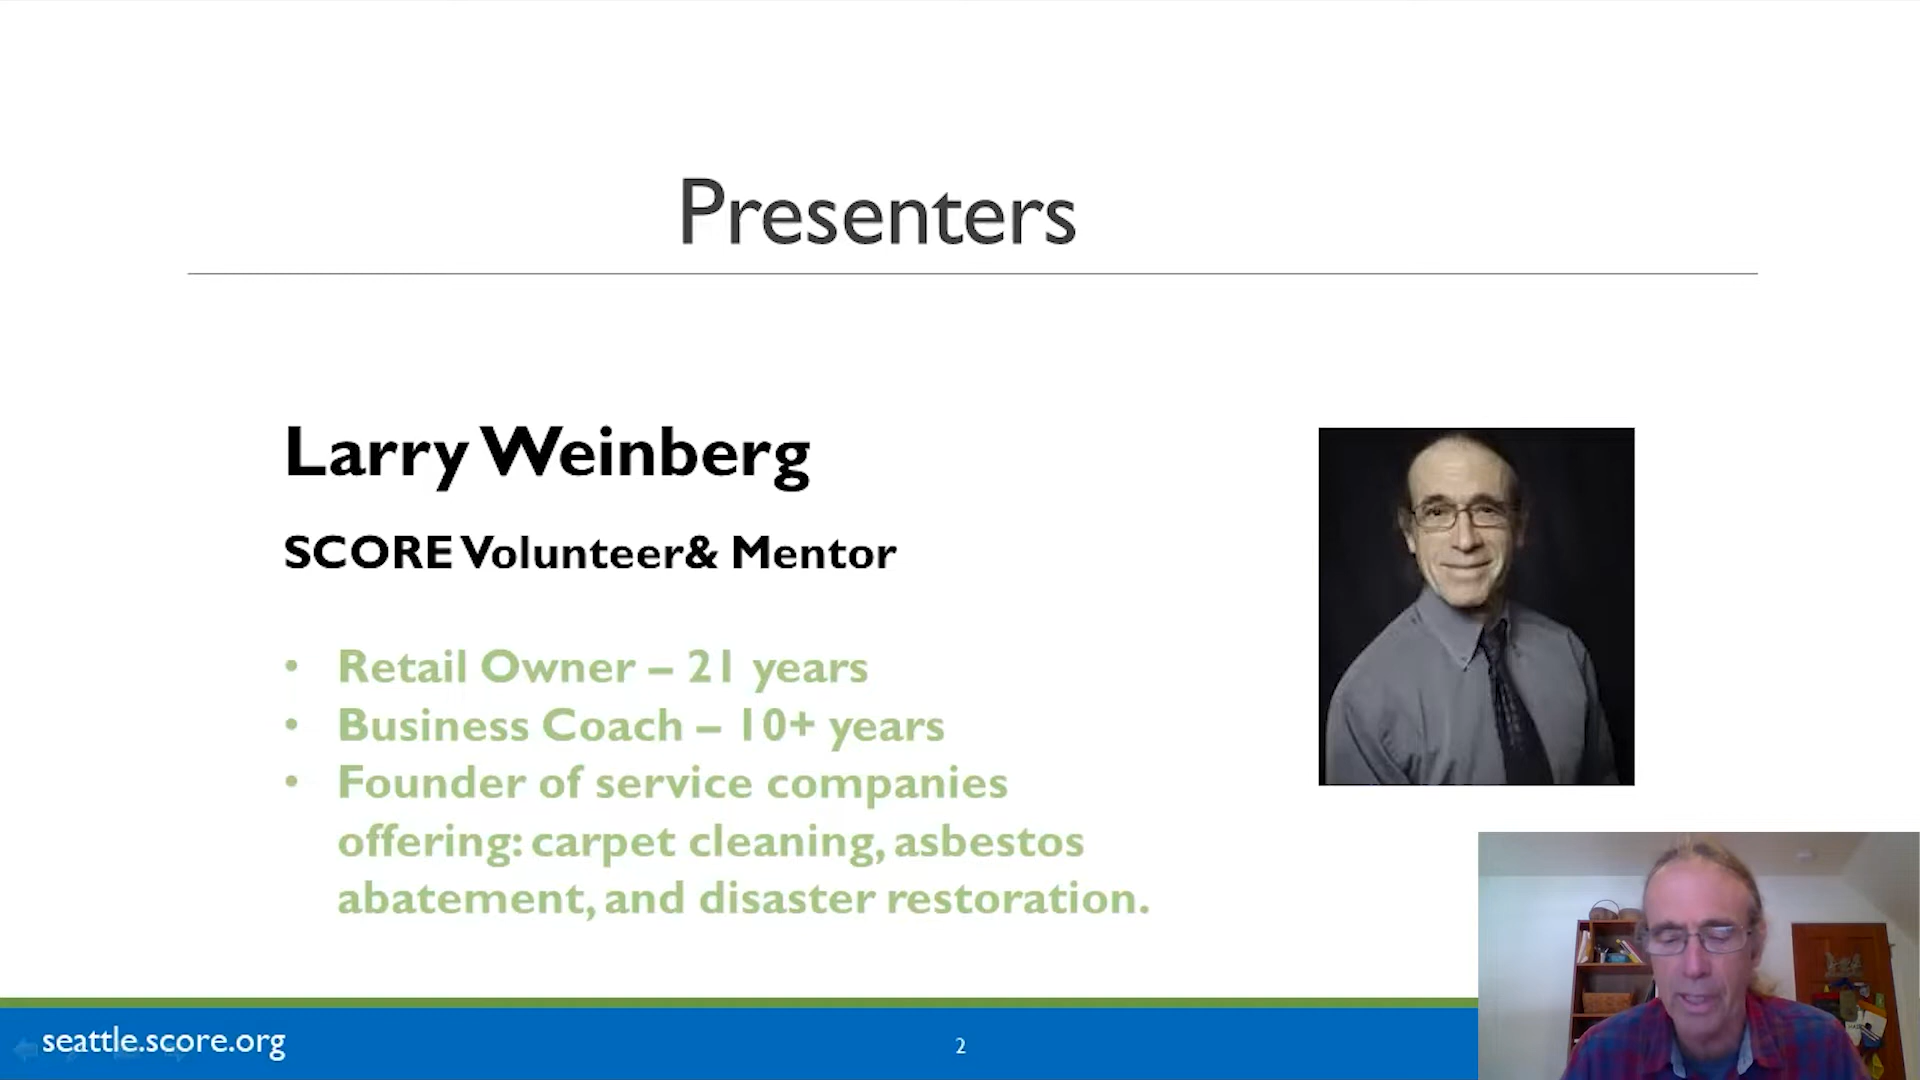 Presenters
Larry Weinberg
SCORE Volunteer& Mentor
• Retail Owner – 21 years
• Business Coach – 10+ years
• Founder of service companies
offering: carpet cleaning, asbestos
abatement, and disaster restoration.
seattle.score.org
2